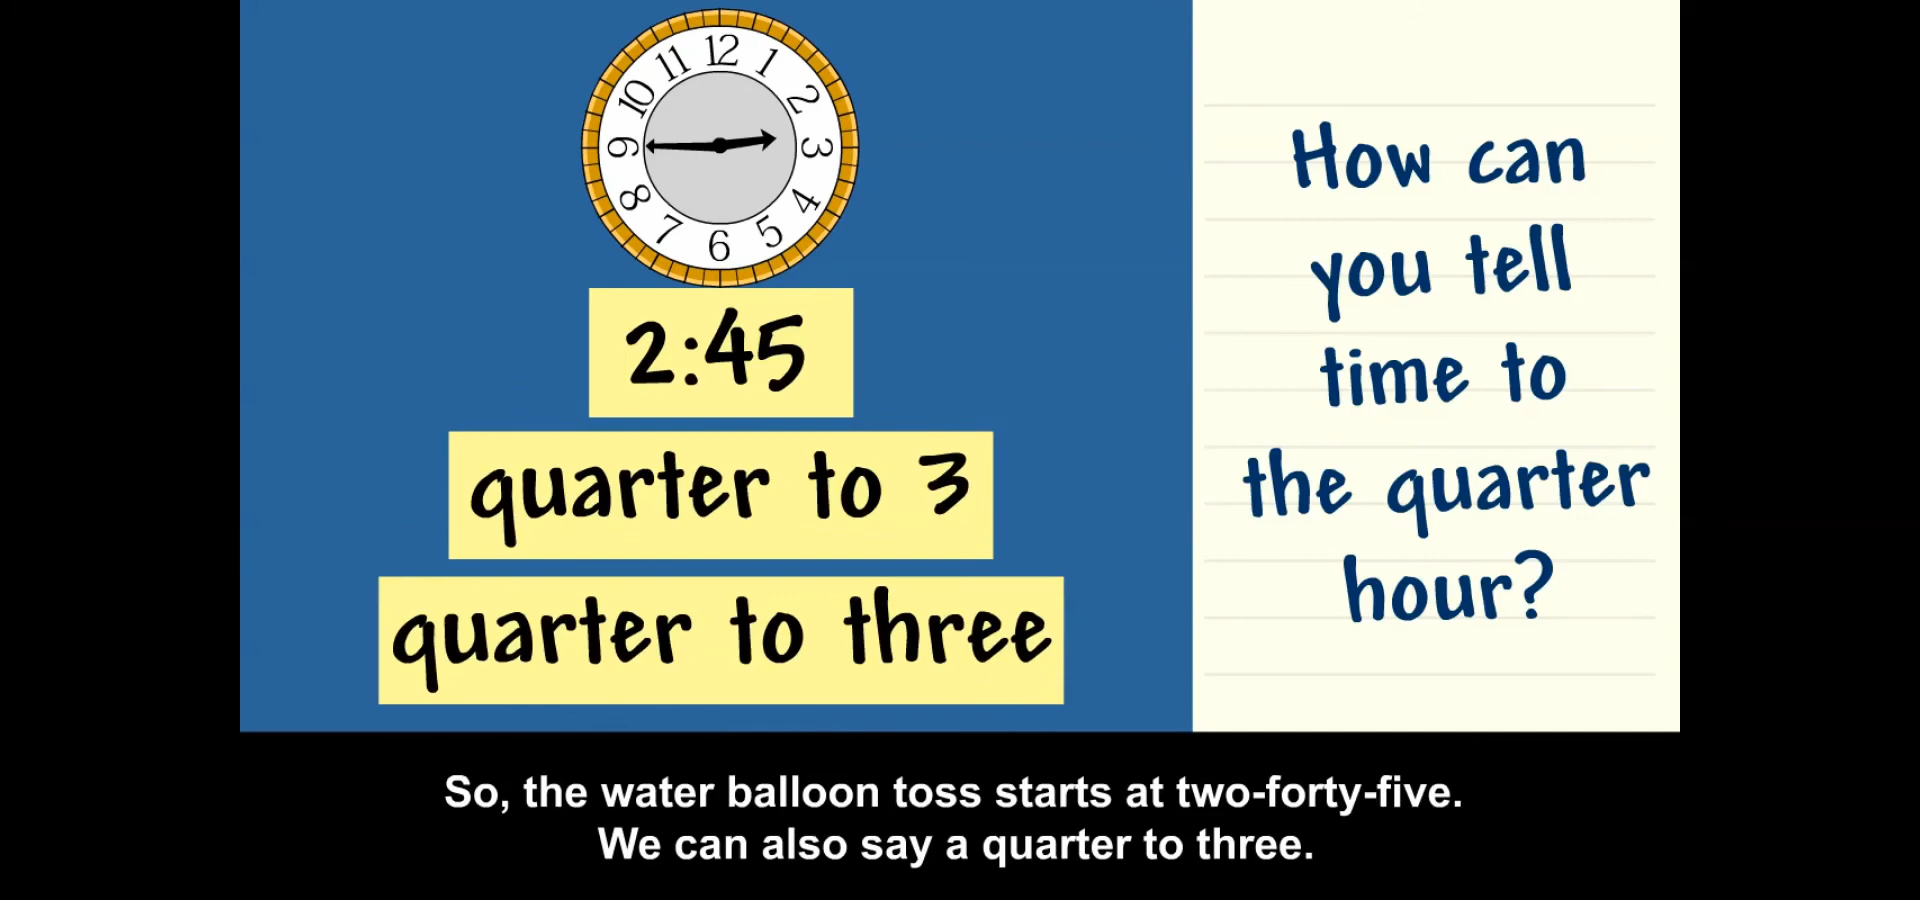 12
1
2
3
4
5
6
7
8
9
10
11
2:45
quarter to 3
quarter to three
How can
you tell
time to
the quarter
hour?
So, the water balloon toss starts at two-forty-five.
We can also say a quarter to three.